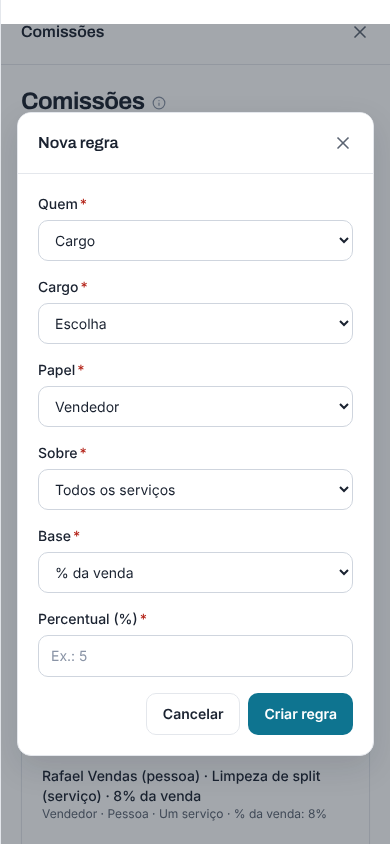 Comissões
Comissões
Nova regra
Quem *
Cargo
Cargo *
Escolha
Papel *
Vendedor
Sobre *
Todos os serviços
Base *
% da venda
Percentual (%) *
Ex.: 5
Cancelar
Criar regra
Rafael Vendas (pessoa) · Limpeza de split
(serviço) · 8% da venda
Vendedor · Pessoa · Um serviço · % da venda: 8%